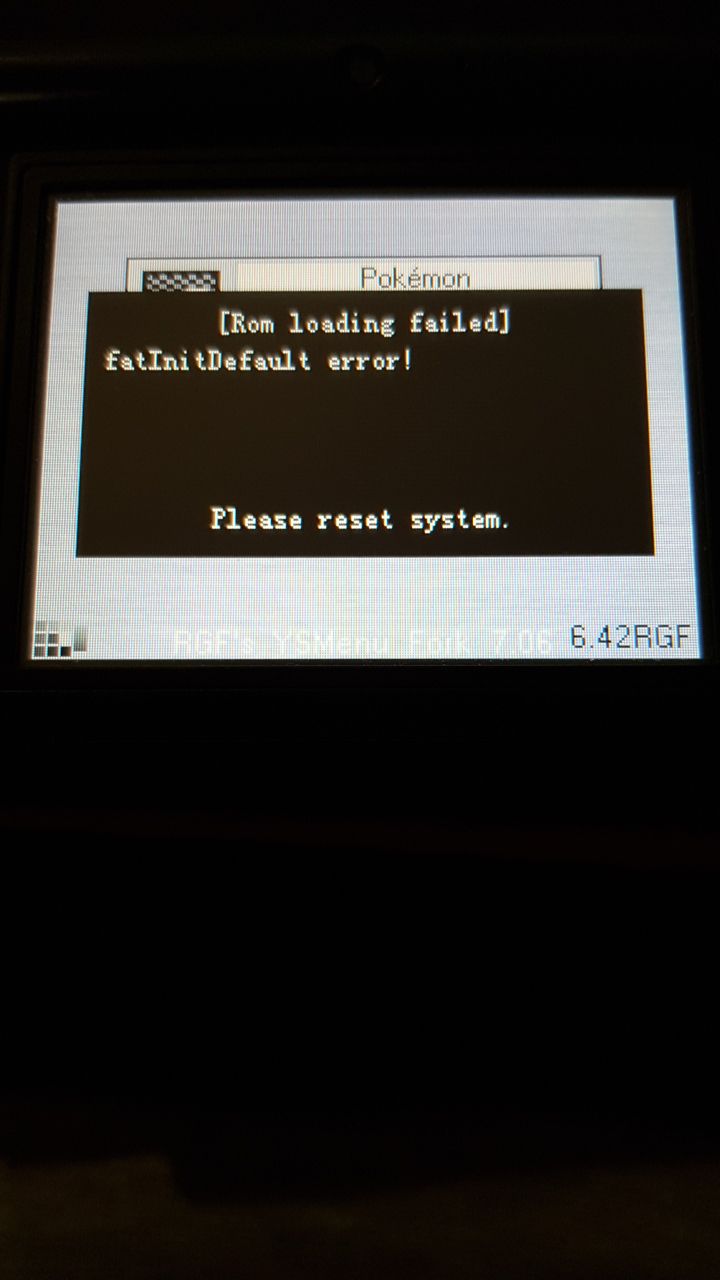 Pokémon
[Rom loading failed]
fatInitDefault error!
Please reset system.
RGF's YSMenu Fork 7.06
6.42RGF